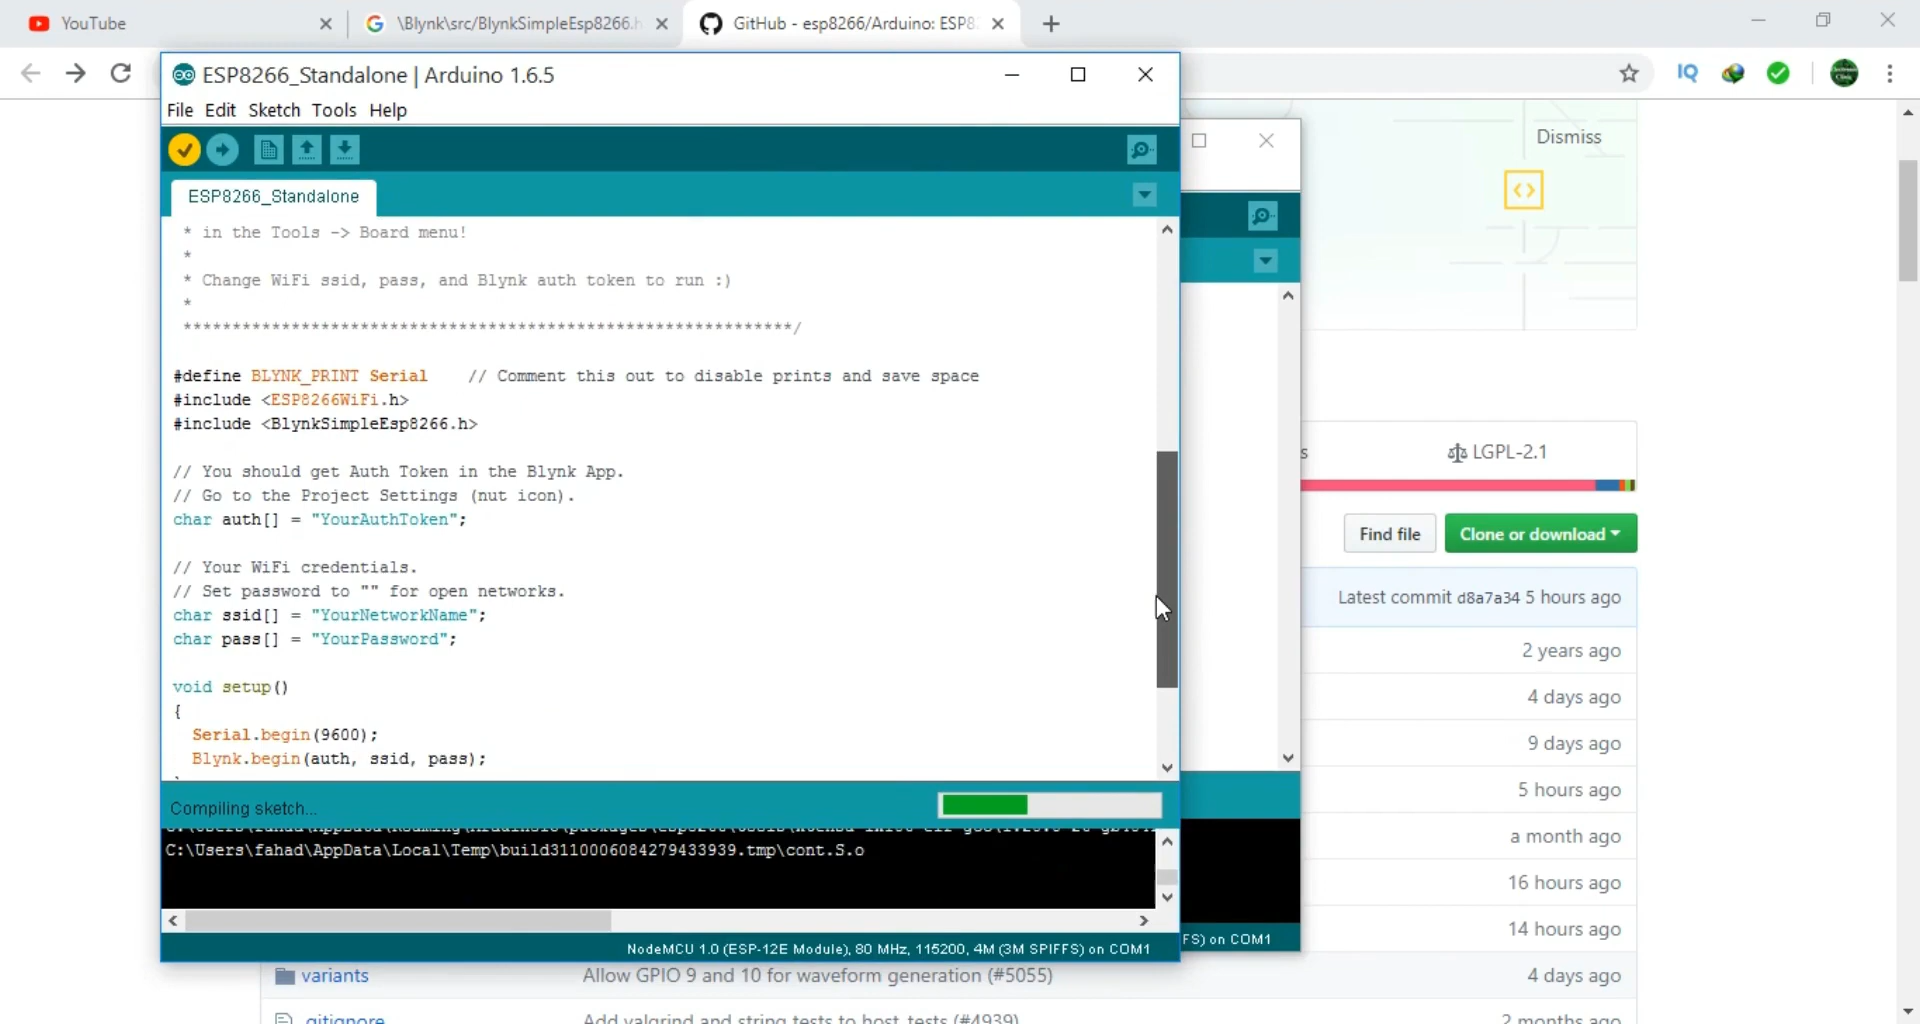 YouTube
\Blynk\src/BlynkSimpleEsp8266.h
GitHub - esp8266/Arduino: ESP8
ESP8266_Standalone | Arduino 1.6.5
File Edit Sketch Tools Help
IQ
Dismiss
ESP8266_Standalone
* in the Tools -> Board menu!
*
* Change WiFi ssid, pass, and Blynk auth token to run :)
*
*************************************************************/
#define BLYNK_PRINT Serial    // Comment this out to disable prints and save space
#include <ESP8266WiFi.h>
#include <BlynkSimpleEsp8266.h>
// You should get Auth Token in the Blynk App.
// Go to the Project Settings (nut icon).
char auth[] = "YourAuthToken";
// Your WiFi credentials.
// Set password to "" for open networks.
char ssid[] = "YourNetworkName";
char pass[] = "YourPassword";
void setup()
{
Serial.begin(9600);
Blynk.begin(auth, ssid, pass);
Compiling sketch...
C:\Users\fahad\AppData\Local\Temp\build3110006084279433939.tmp\cont.S.o
NodeMCU 1.0 (ESP-12E Module), 80 MHz, 115200, 4M (3M SPIFFS) on COM1
FS) on COM1
s
LGPL-2.1
Find file
Clone or download
Latest commit d8a7a34 5 hours ago
2 years ago
4 days ago
9 days ago
5 hours ago
a month ago
16 hours ago
14 hours ago
variants
Allow GPIO 9 and 10 for waveform generation (#5055)
4 days ago
.gitignore
Add valgrind and string tests to host_tests (#4939)
2 months ago